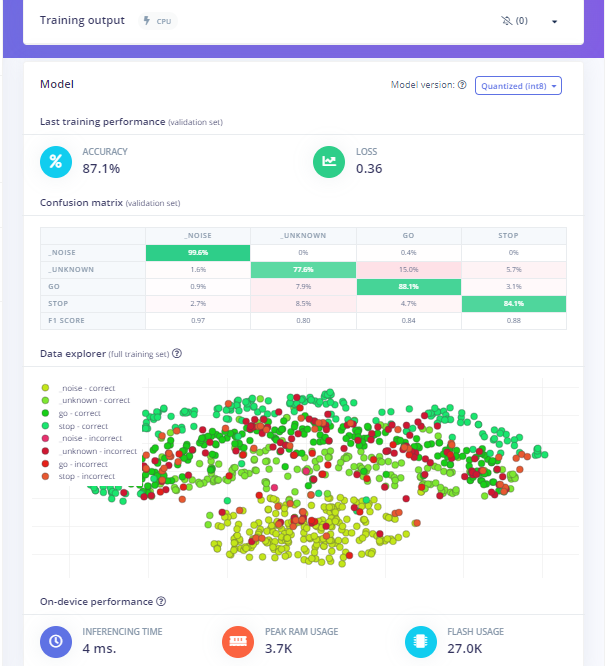 Training output CPU (0)
Model Model version: Quantized (int8)
Last training performance (validation set)
ACCURACY LOSS
87.1% 0.36
Confusion matrix (validation set)
_NOISE _UNKNOWN GO STOP
_NOISE 99.6% 0% 0.4% 0%
_UNKNOWN 1.6% 77.6% 15.0% 5.7%
GO 0.9% 7.9% 88.1% 3.1%
STOP 2.7% 8.5% 4.7% 84.1%
F1 SCORE 0.97 0.80 0.84 0.88
Data explorer (full training set)
_noise - correct
_unknown - correct
go - correct
stop - correct
_noise - incorrect
_unknown - incorrect
go - incorrect
stop - incorrect
On-device performance
INFERENCING TIME PEAK RAM USAGE FLASH USAGE
4 ms. 3.7K 27.0K